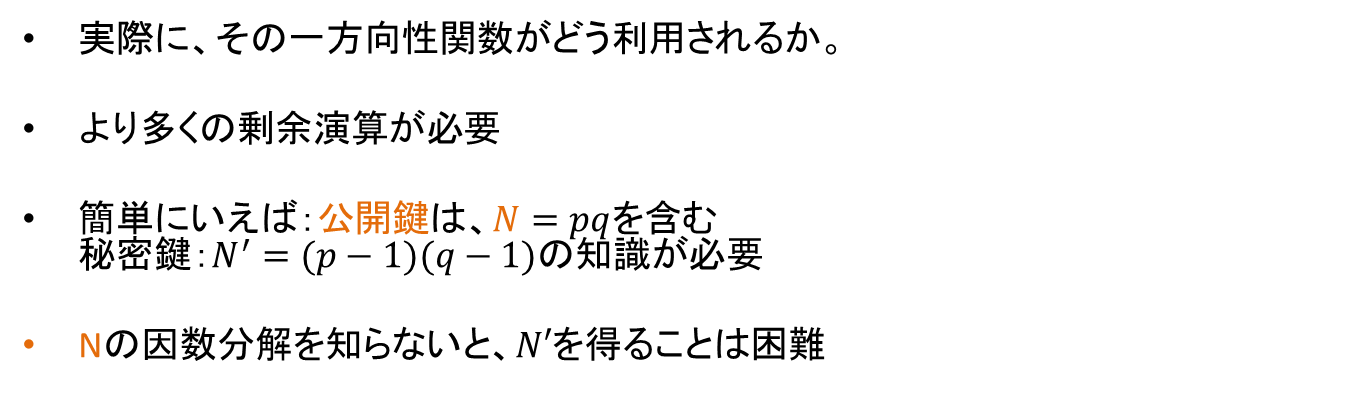 • 実際に、その一方向性関数がどう利用されるか。
• より多くの剰余演算が必要
• 簡単にいえば：公開鍵は、N = pqを含む
秘密鍵：N′ = (p − 1)(q − 1)の知識が必要
• Nの因数分解を知らないと、N′を得ることは困難